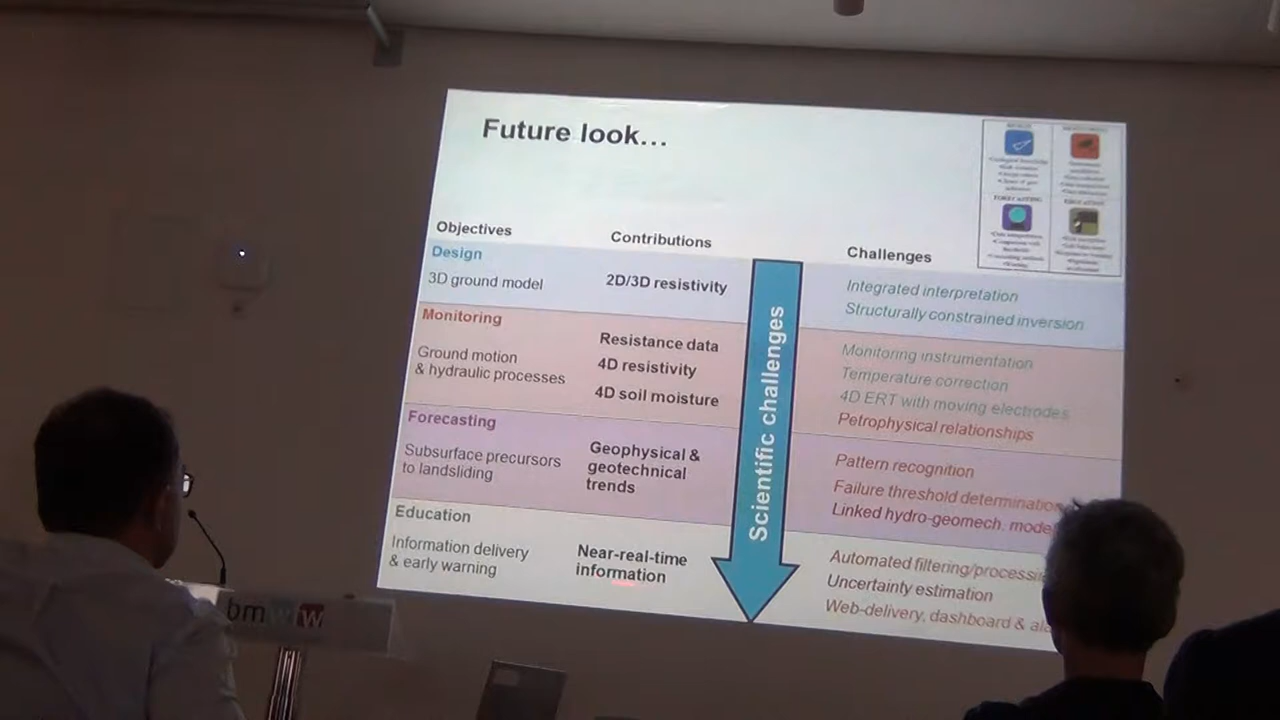 Future look…
Objectives
Contributions
Challenges
Design
3D ground model
2D/3D resistivity
Integrated interpretation
Structurally constrained inversion
Monitoring
Ground motion
& hydraulic processes
Resistance data
4D resistivity
4D soil moisture
Monitoring instrumentation
Temperature correction
4D ERT with moving electrodes
Petrophysical relationships
Forecasting
Subsurface precursors
to landsliding
Geophysical &
geotechnical
trends
Pattern recognition
Failure threshold determination
Linked hydro-geomech.
Education
Information delivery
& early warning
Near-real-time
information
Automated filtering/
Uncertainty estimation
Web-delivery, dashboard &
Scientific challenges
FORECASTING
bmwfw